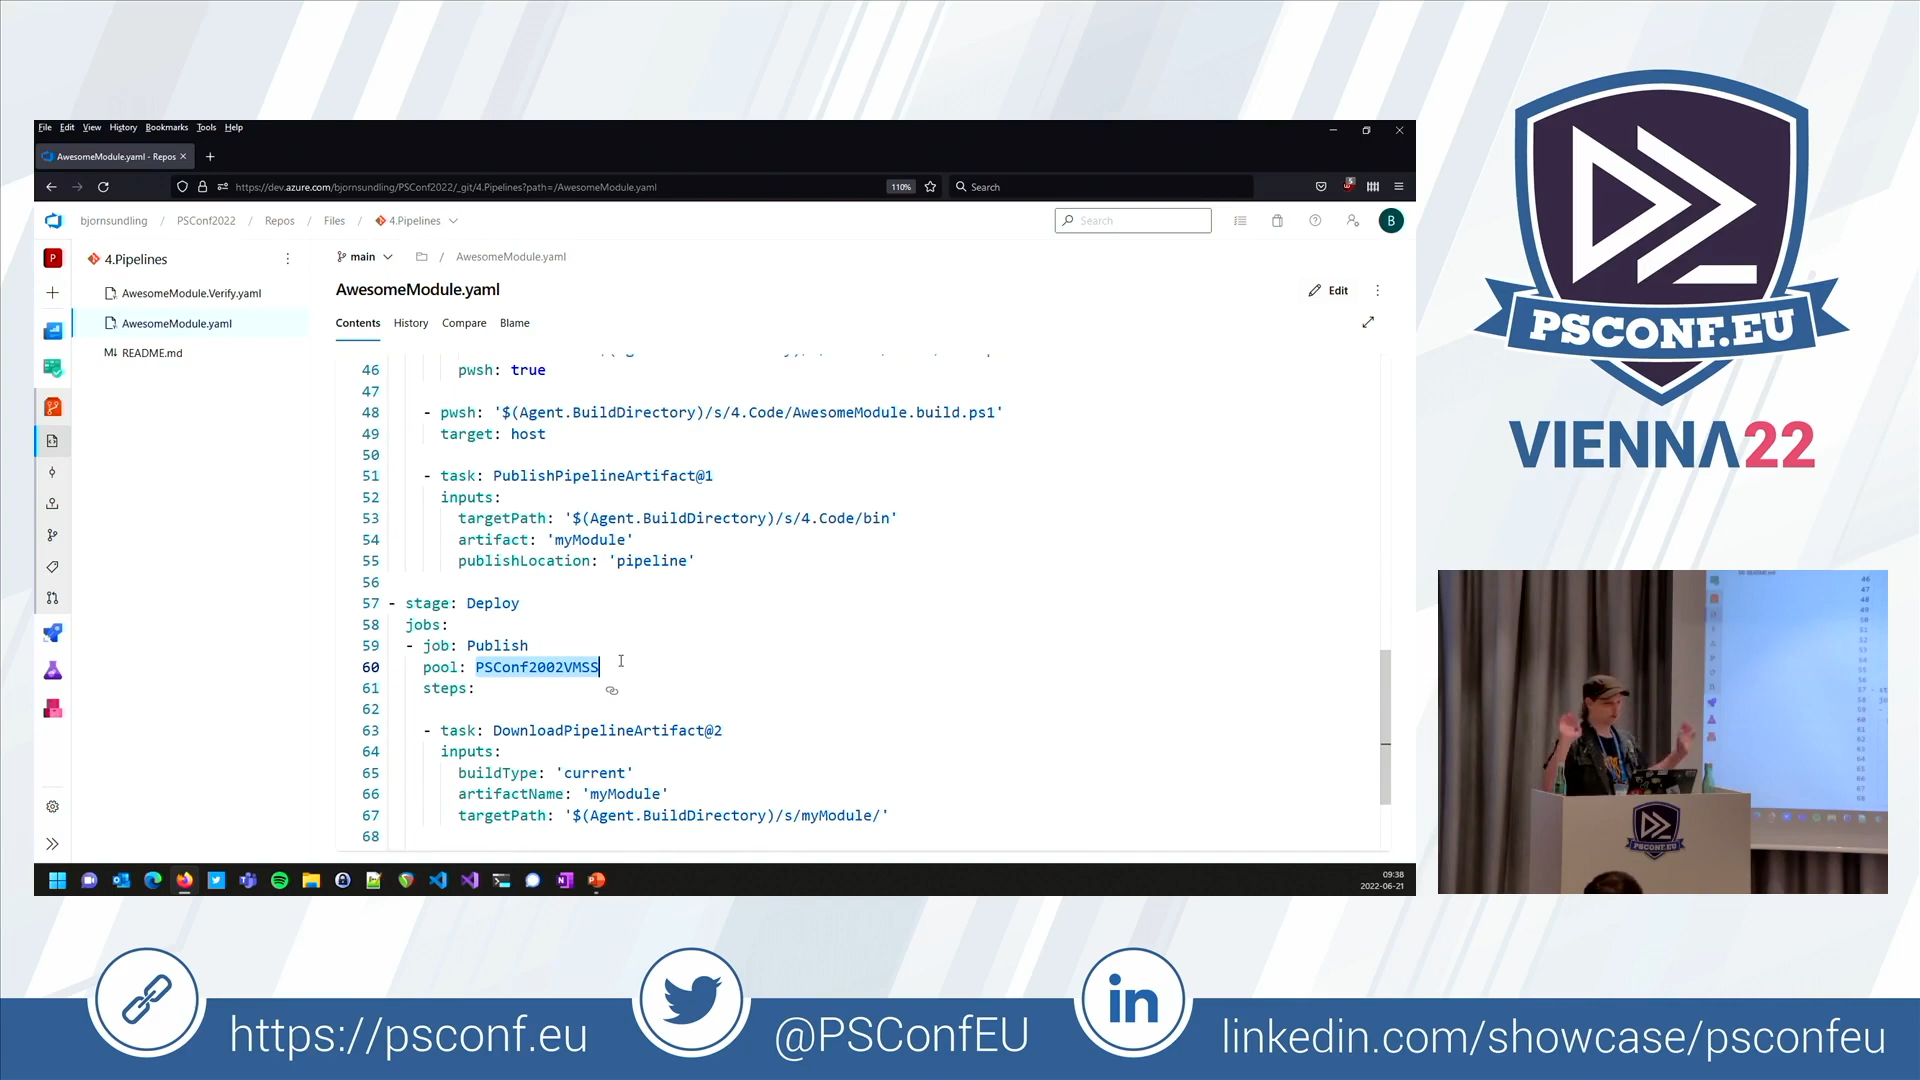 File Edit View History Bookmarks Tools Help
AwesomeModule.yaml - Repos
https://dev.azure.com/bjornsundling/PSConf2022/_git/4.Pipelines?path=/AwesomeModule.yaml
110%
Search
bjornsundling / PSConf2022 / Repos / Files / 4.Pipelines
Search
B
P
4.Pipelines
AwesomeModule.Verify.yaml
AwesomeModule.yaml
README.md
main / AwesomeModule.yaml
AwesomeModule.yaml
Edit
Contents History Compare Blame
46 pwsh: true
47
48 - pwsh: '$(Agent.BuildDirectory)/s/4.Code/AwesomeModule.build.ps1'
49 target: host
50
51 - task: PublishPipelineArtifact@1
52 inputs:
53 targetPath: '$(Agent.BuildDirectory)/s/4.Code/bin'
54 artifact: 'myModule'
55 publishLocation: 'pipeline'
56
57 - stage: Deploy
58 jobs:
59 - job: Publish
60 pool: PSConf2002VMSS
61 steps:
62
63 - task: DownloadPipelineArtifact@2
64 inputs:
65 buildType: 'current'
66 artifactName: 'myModule'
67 targetPath: '$(Agent.BuildDirectory)/s/myModule/'
68
09:38
2022-06-21
PSCONF.EU
VIENNA22
PSCONF.EU
https://psconf.eu
@PSConfEU
in
linkedin.com/showcase/psconfeu